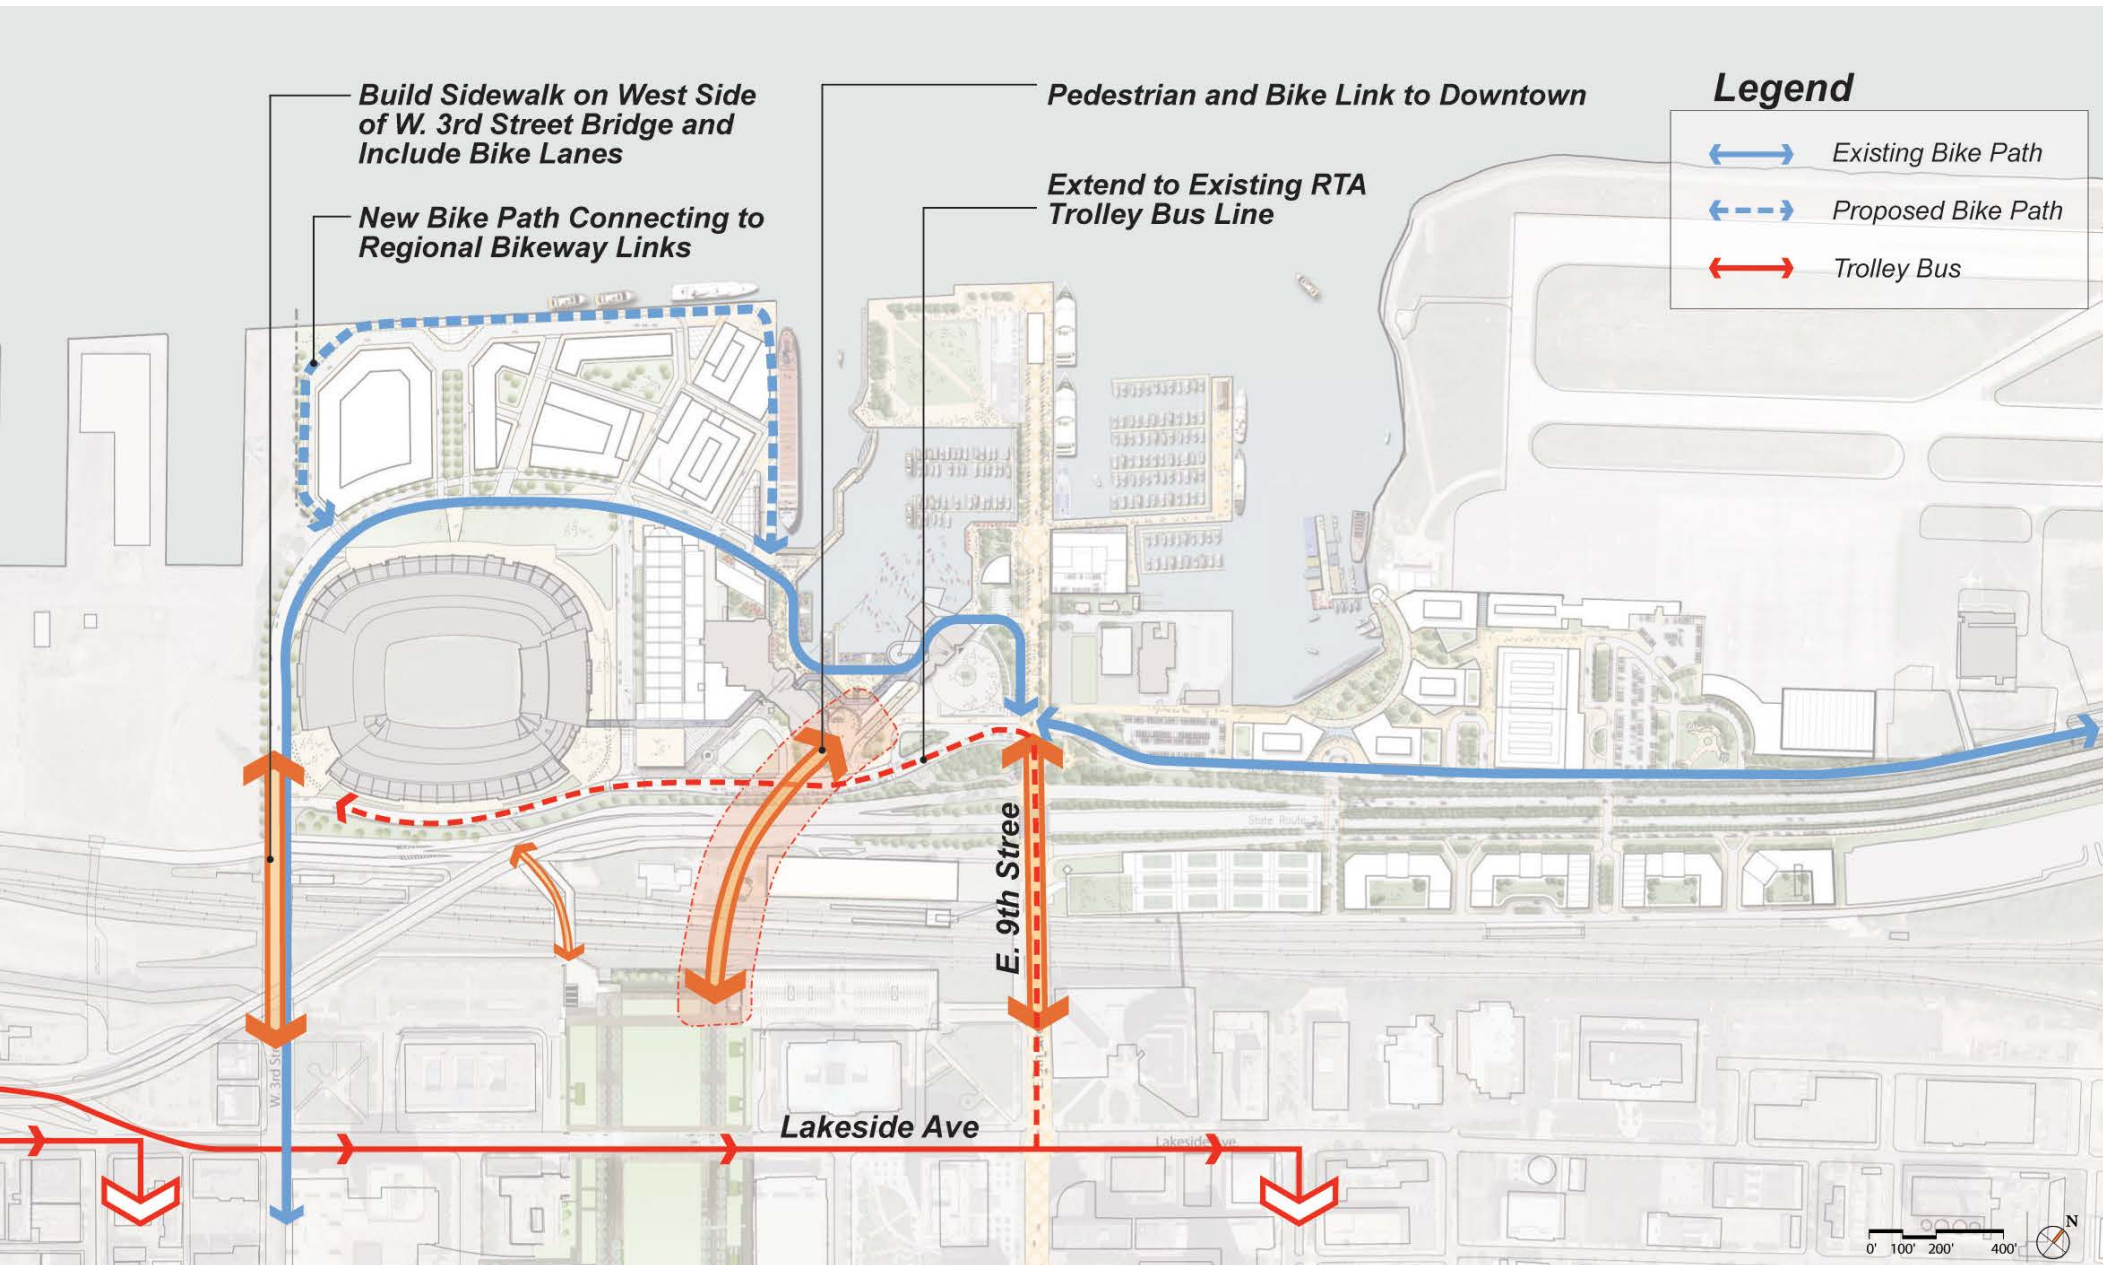 Build Sidewalk on West Side
of W. 3rd Street Bridge and
Include Bike Lanes
New Bike Path Connecting to
Regional Bikeway Links
Pedestrian and Bike Link to Downtown
Extend to Existing RTA
Trolley Bus Line
Legend
Existing Bike Path
Proposed Bike Path
Trolley Bus
E. 9th Stree
State Route 2
W. 3rd Str
Lakeside Ave
Lakeside Ave.
0' 100' 200' 400'
N